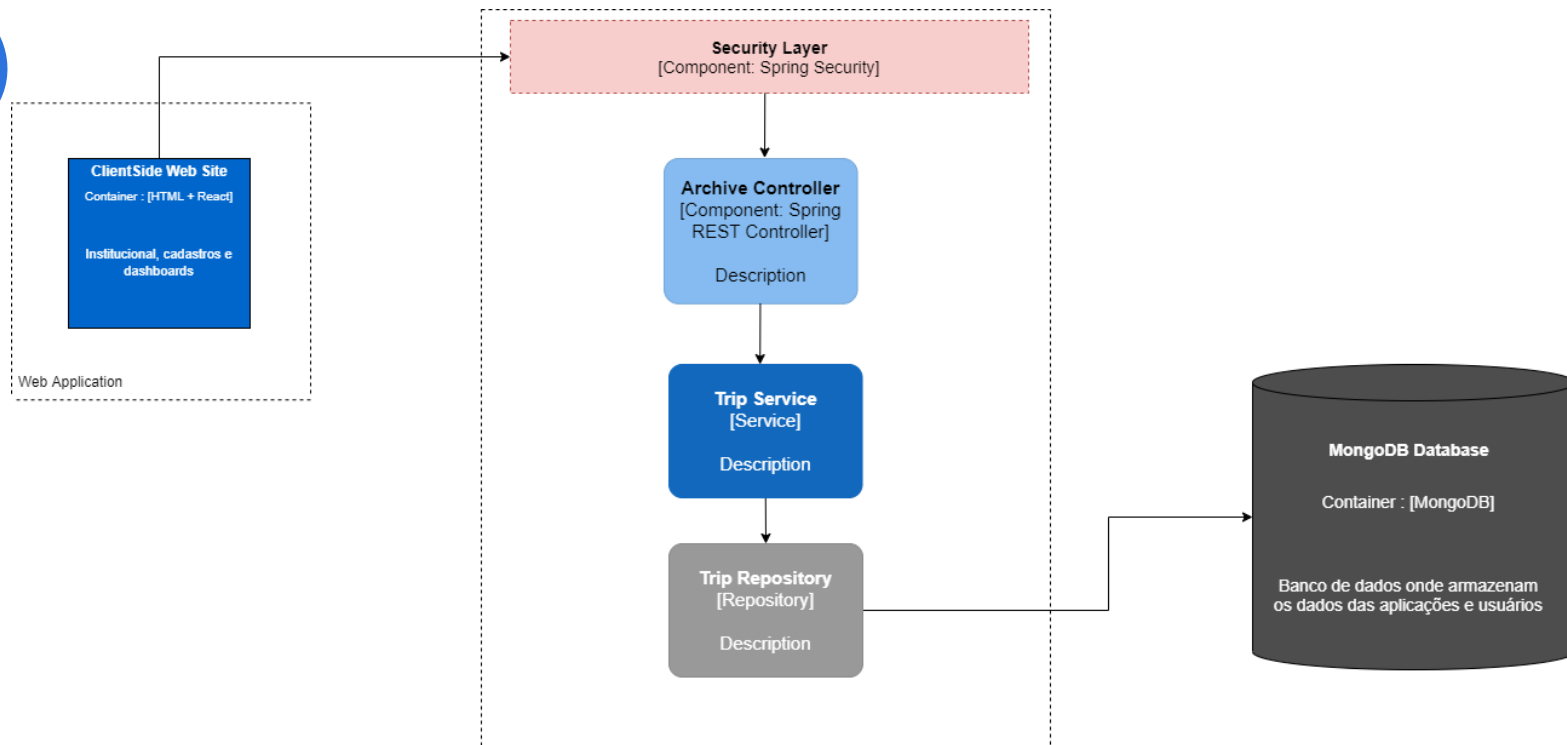 Security Layer
[Component: Spring Security]
ClientSide Web Site
Container : [HTML + React]
Institucional, cadastros e
dashboards
Web Application
Archive Controller
[Component: Spring
REST Controller]
Description
Trip Service
[Service]
Description
Trip Repository
[Repository]
Description
MongoDB Database
Container : [MongoDB]
Banco de dados onde armazenam
os dados das aplicações e usuários